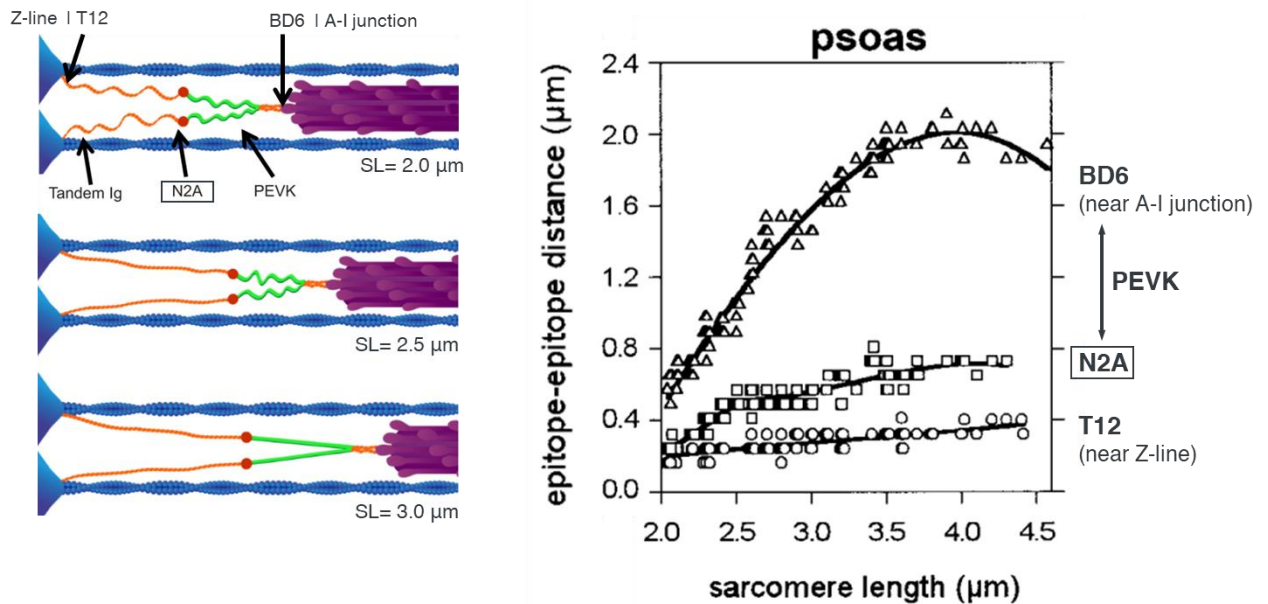 Z-line | T12
BD6 | A-I junction
SL= 2.0 µm
Tandem Ig
N2A
PEVK
SL= 2.5 µm
SL= 3.0 µm
psoas
epitope-epitope distance (µm)
2.4
2.0
1.6
1.2
0.8
0.4
0.0
2.0 2.5 3.0 3.5 4.0 4.5
sarcomere length (µm)
BD6
(near A-I junction)
PEVK
N2A
T12
(near Z-line)